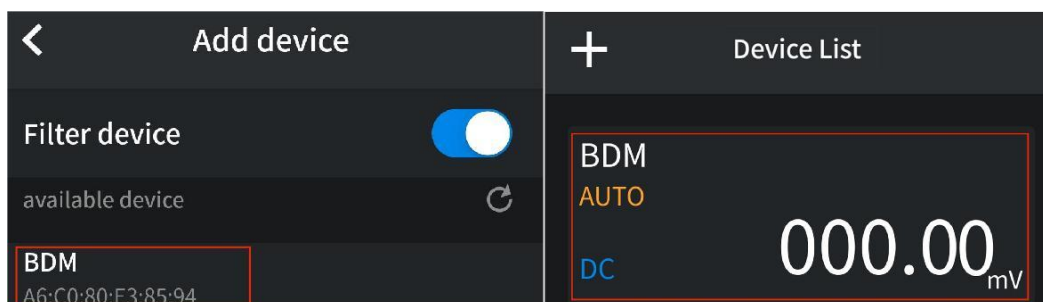 Add device
Filter device
available device
BDM
A6:C0:80:E3:85:94
Device List
BDM
AUTO
DC
000.00
mV